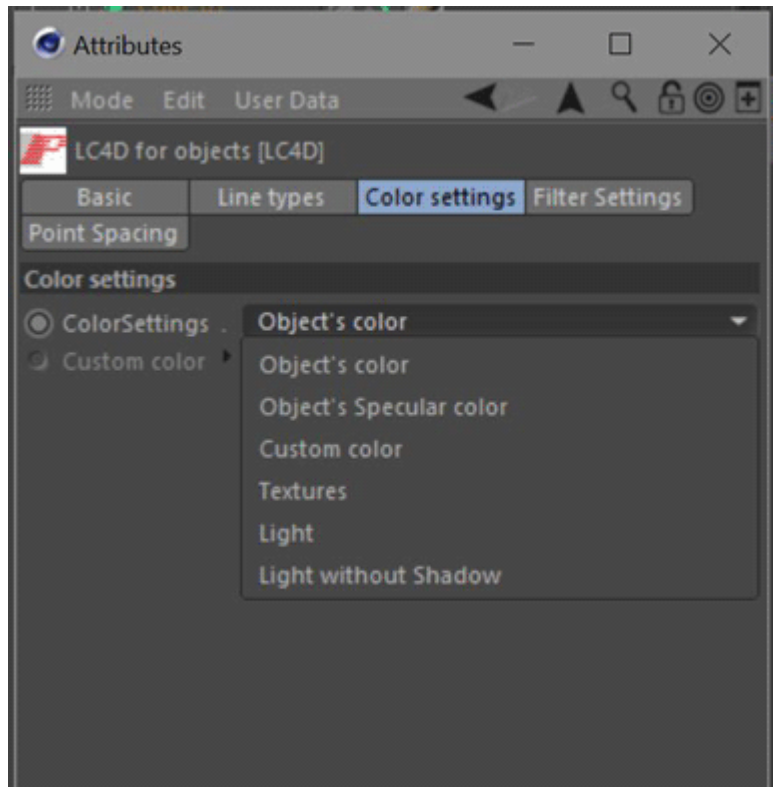 Attributes
Mode Edit User Data
LC4D for objects [LC4D]
Basic Line types Color settings Filter Settings
Point Spacing
Color settings
ColorSettings . Object's color
Custom color
Object's color
Object's Specular color
Custom color
Textures
Light
Light without Shadow